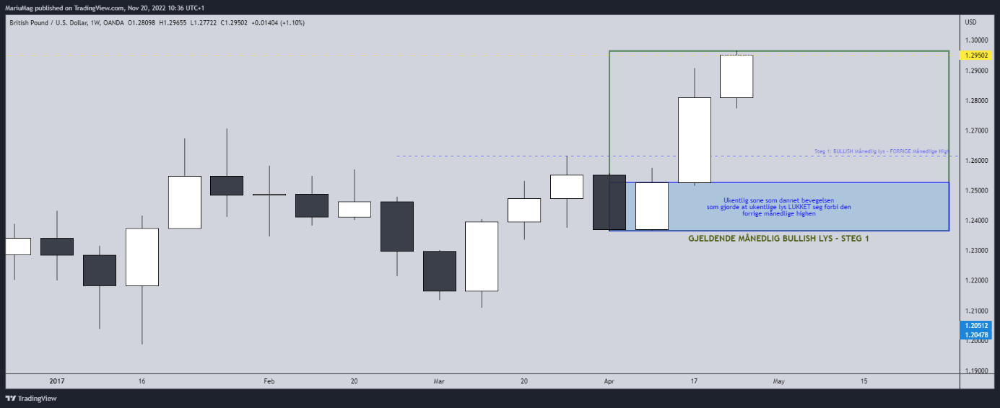 MariuMag published on TradingView.com, Nov 20, 2022 10:36 UTC+1
British Pound / U.S. Dollar, 1W, OANDA O1.28098 H1.29655 L1.27722 C1.29502 +0.01404 (+1.10%)
USD
1.30000
1.29502
1.29000
1.28000
1.27000
Steg 1: BULLISH Månedlig lys - FORRIGE Månedlige High
1.26000
1.25000
Ukentlig sone som dannet bevegelsen
som gjorde at ukentlige lys LUKKET seg forbi den
forrige månedlige highen
1.24000
GJELDENDE MÅNEDLIG BULLISH LYS - STEG 1
1.23000
1.22000
1.21000
1.20512
1.20478
1.20000
1.19000
2017 16 Feb 20 Mar 20 Apr 17 May 15
TradingView